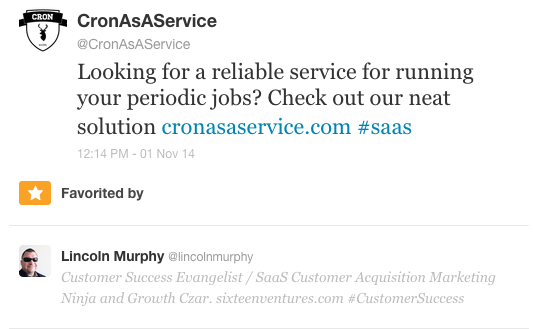 CRON
CronAsAService
@CronAsAService
Looking for a reliable service for running
your periodic jobs? Check out our neat
solution cronasaservice.com #saas
12:14 PM - 01 Nov 14
Favorited by
Lincoln Murphy @lincolnmurphy
Customer Success Evangelist / SaaS Customer Acquisition Marketing
Ninja and Growth Czar. sixteenventures.com #CustomerSuccess